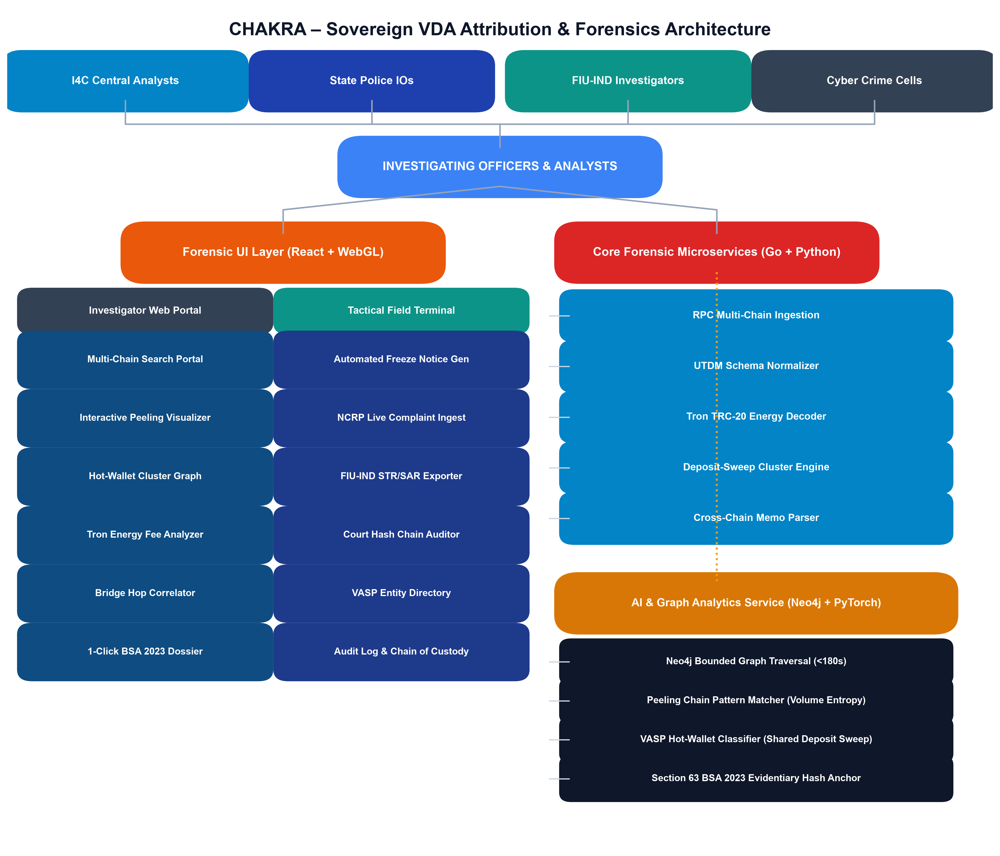 CHAKRA – Sovereign VDA Attribution & Forensics Architecture
I4C Central Analysts
State Police IOs
FIU-IND Investigators
Cyber Crime Cells
INVESTIGATING OFFICERS & ANALYSTS
Forensic UI Layer (React + WebGL)
Core Forensic Microservices (Go + Python)
Investigator Web Portal
Multi-Chain Search Portal
Interactive Peeling Visualizer
Hot-Wallet Cluster Graph
Tron Energy Fee Analyzer
Bridge Hop Correlator
1-Click BSA 2023 Dossier
Tactical Field Terminal
Automated Freeze Notice Gen
NCRP Live Complaint Ingest
FIU-IND STR/SAR Exporter
Court Hash Chain Auditor
VASP Entity Directory
Audit Log & Chain of Custody
RPC Multi-Chain Ingestion
UTDM Schema Normalizer
Tron TRC-20 Energy Decoder
Deposit-Sweep Cluster Engine
Cross-Chain Memo Parser
AI & Graph Analytics Service (Neo4j + PyTorch)
Neo4j Bounded Graph Traversal (<180s)
Peeling Chain Pattern Matcher (Volume Entropy)
VASP Hot-Wallet Classifier (Shared Deposit Sweep)
Section 63 BSA 2023 Evidentiary Hash Anchor